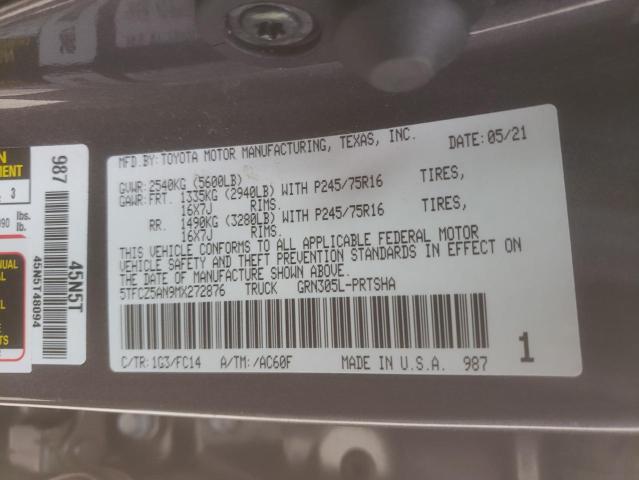 MFD.BY: TOYOTA MOTOR MANUFACTURING, TEXAS, INC. DATE: 05/21
GVWR: 2540KG (5600LB)
GAWR: FRT. 1335KG (2940LB) WITH P245/75R16 TIRES,
16X7J RIMS.
RR. 1490KG (3280LB) WITH P245/75R16 TIRES,
16X7J RIMS.
THIS VEHICLE CONFORMS TO ALL APPLICABLE FEDERAL MOTOR
VEHICLE SAFETY AND THEFT PREVENTION STANDARDS IN EFFECT ON
THE DATE OF MANUFACTURE SHOWN ABOVE.
5TFCZ5AN9MX272876 TRUCK GRN305L-PRTSHA
C/TR: 1G3/FC14 A/TM: /AC60F MADE IN U.S.A. 987
1
987
45N5T
45N5T48094
3
lbs.
lb.